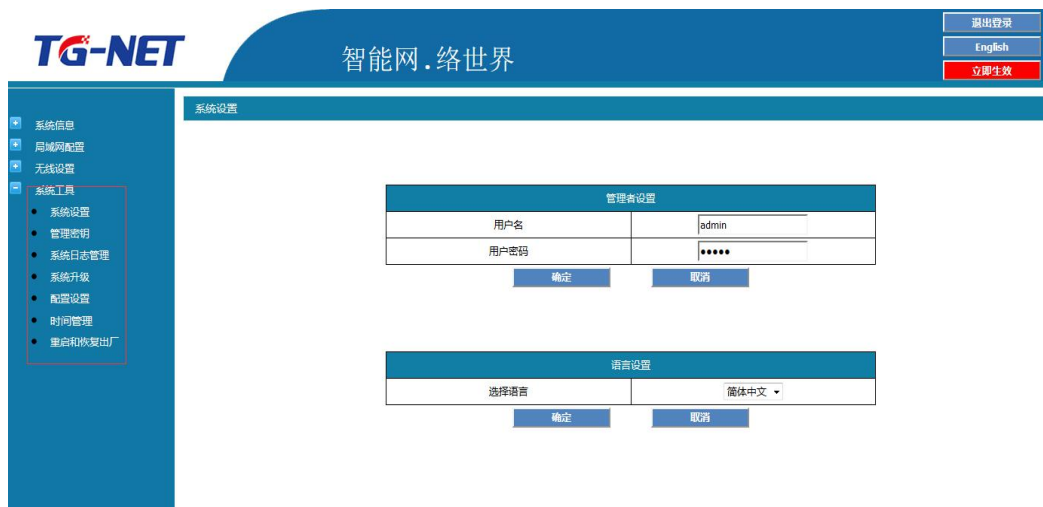 TG-NET
智能网.络世界
退出登录
English
立即生效
系统信息
局域网配置
无线设置
系统工具
系统设置
管理密钥
系统日志管理
系统升级
配置设置
时间管理
重启和恢复出厂
系统设置
管理者设置
用户名
admin
用户密码
•••••
确定
取消
语言设置
选择语言
简体中文
确定
取消